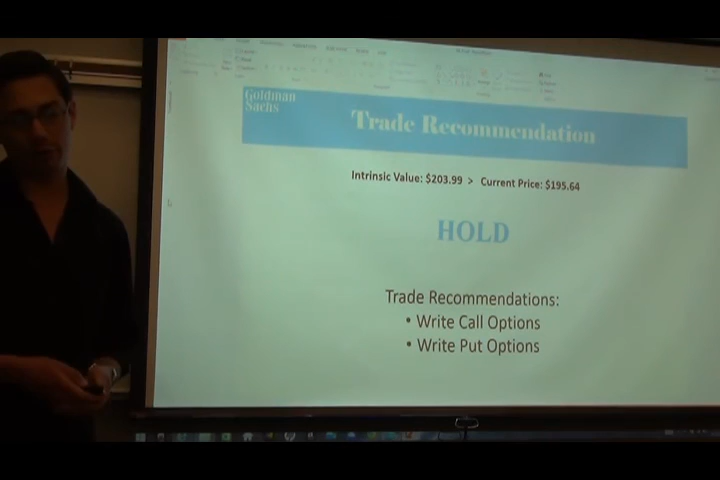 Goldman
Sachs
Trade Recommendation
Intrinsic Value: $203.99 > Current Price: $195.64
HOLD
Trade Recommendations:
• Write Call Options
• Write Put Options